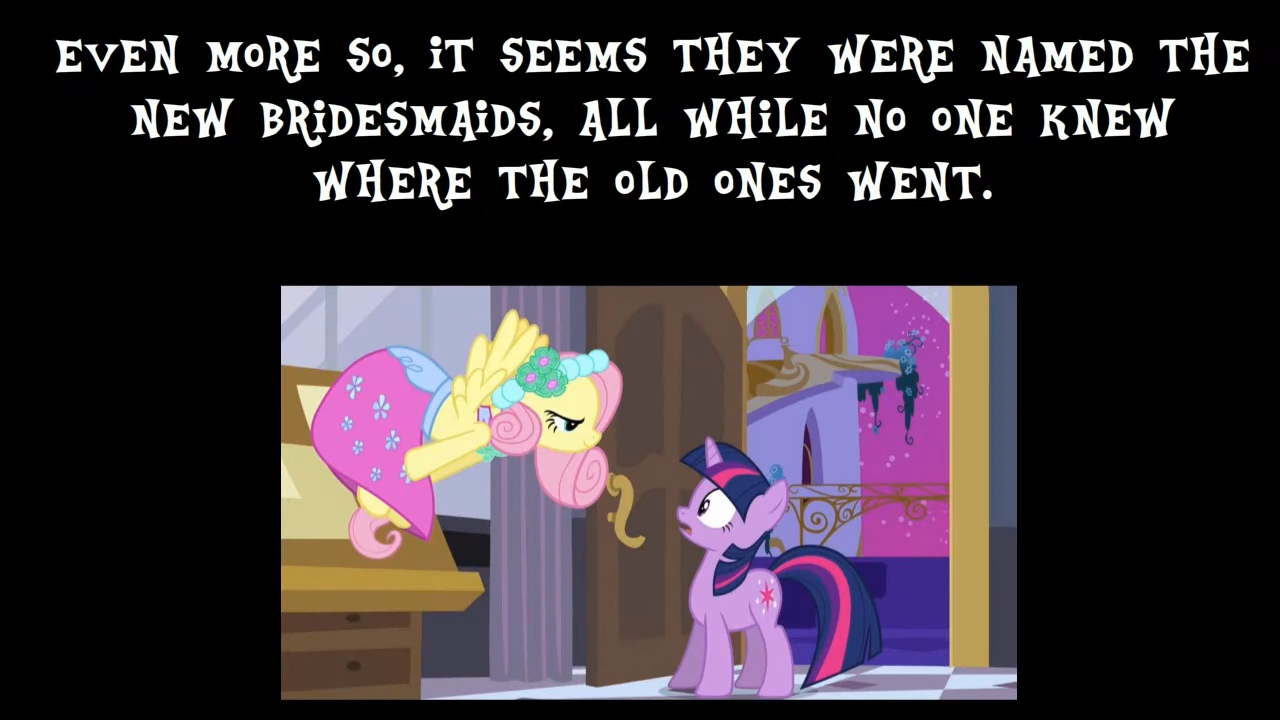 EVEN MORE SO, IT SEEMS THEY WERE NAMED THE
NEW BRIDESMAIDS, ALL WHILE NO ONE KNEW
WHERE THE OLD ONES WENT.